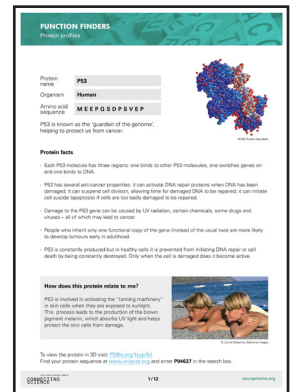 FUNCTION FINDERS
Protein profiles
Protein name
P53
Organism
Human
Amino acid sequence
M E E P Q S D P S V E P
P53 is known as the 'guardian of the genome',
helping to protect us from cancer.
Protein facts
- Each P53 molecule has three regions: one binds to other P53 molecules, one switches genes on
and one binds to DNA.
- P53 has several anti-cancer properties: it can activate DNA repair proteins when DNA has been
damaged; it can suspend cell division, allowing time for damaged DNA to be repaired; it can initiate
cell suicide (apoptosis) if cells are too badly damaged to be repaired.
- Damage to the P53 gene can be caused by UV radiation, certain chemicals, some drugs and
viruses – all of which may lead to cancer.
- People who inherit only one functional copy of the gene (instead of the usual two) are more likely
to develop tumours early in adulthood.
- P53 is constantly produced but in healthy cells it is prevented from initiating DNA repair or cell
death by being constantly destroyed. Only when the cell is damaged does it become active.
How does this protein relate to me?
P53 is involved in activating the "tanning machinery"
in skin cells when they are exposed to sunlight.
This process leads to the production of the brown
pigment melanin, which absorbs UV light and helps
protect the skin cells from damage.
To view the protein in 3D visit:
Find your protein sequence at www.uniprot.org and enter P04637 in the search box.
CONNECTING
SCIENCE
1/12
yourgenome.org